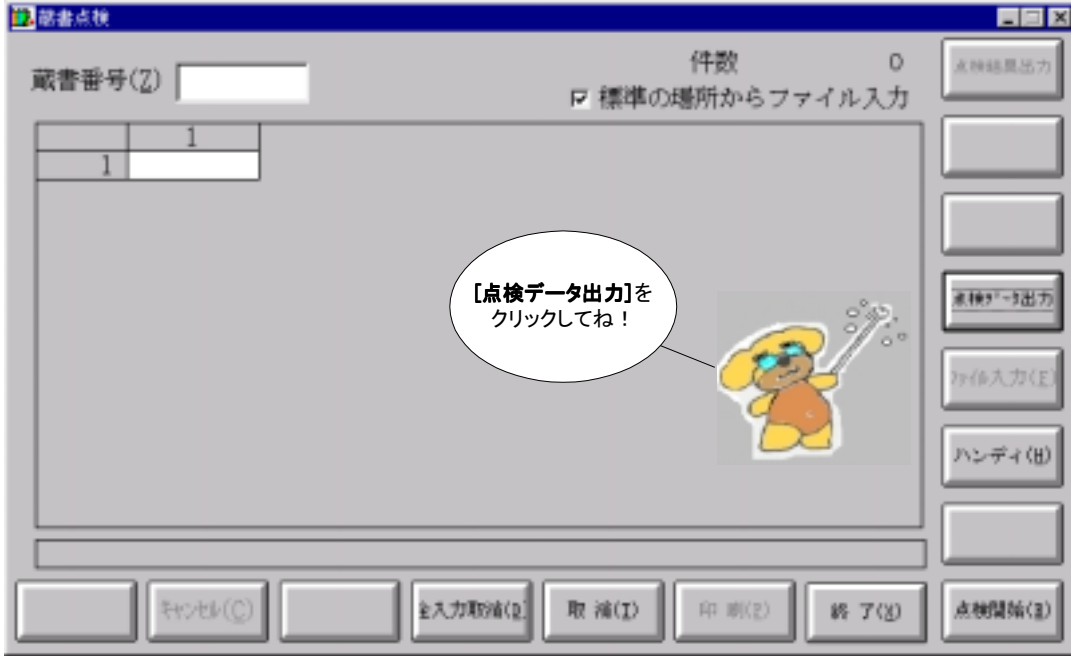 蔵書点検
蔵書番号(Z)
件数 0
標準の場所からファイル入力
点検結果出力
1
1
[点検データ出力]を
クリックしてね！
点検ﾃﾞｰﾀ出力
ﾌｧｲﾙ入力(E)
ハンディ(H)
キャンセル(C)
全入力取消(D)
取 消(I)
印 刷(P)
終 了(X)
点検開始(B)